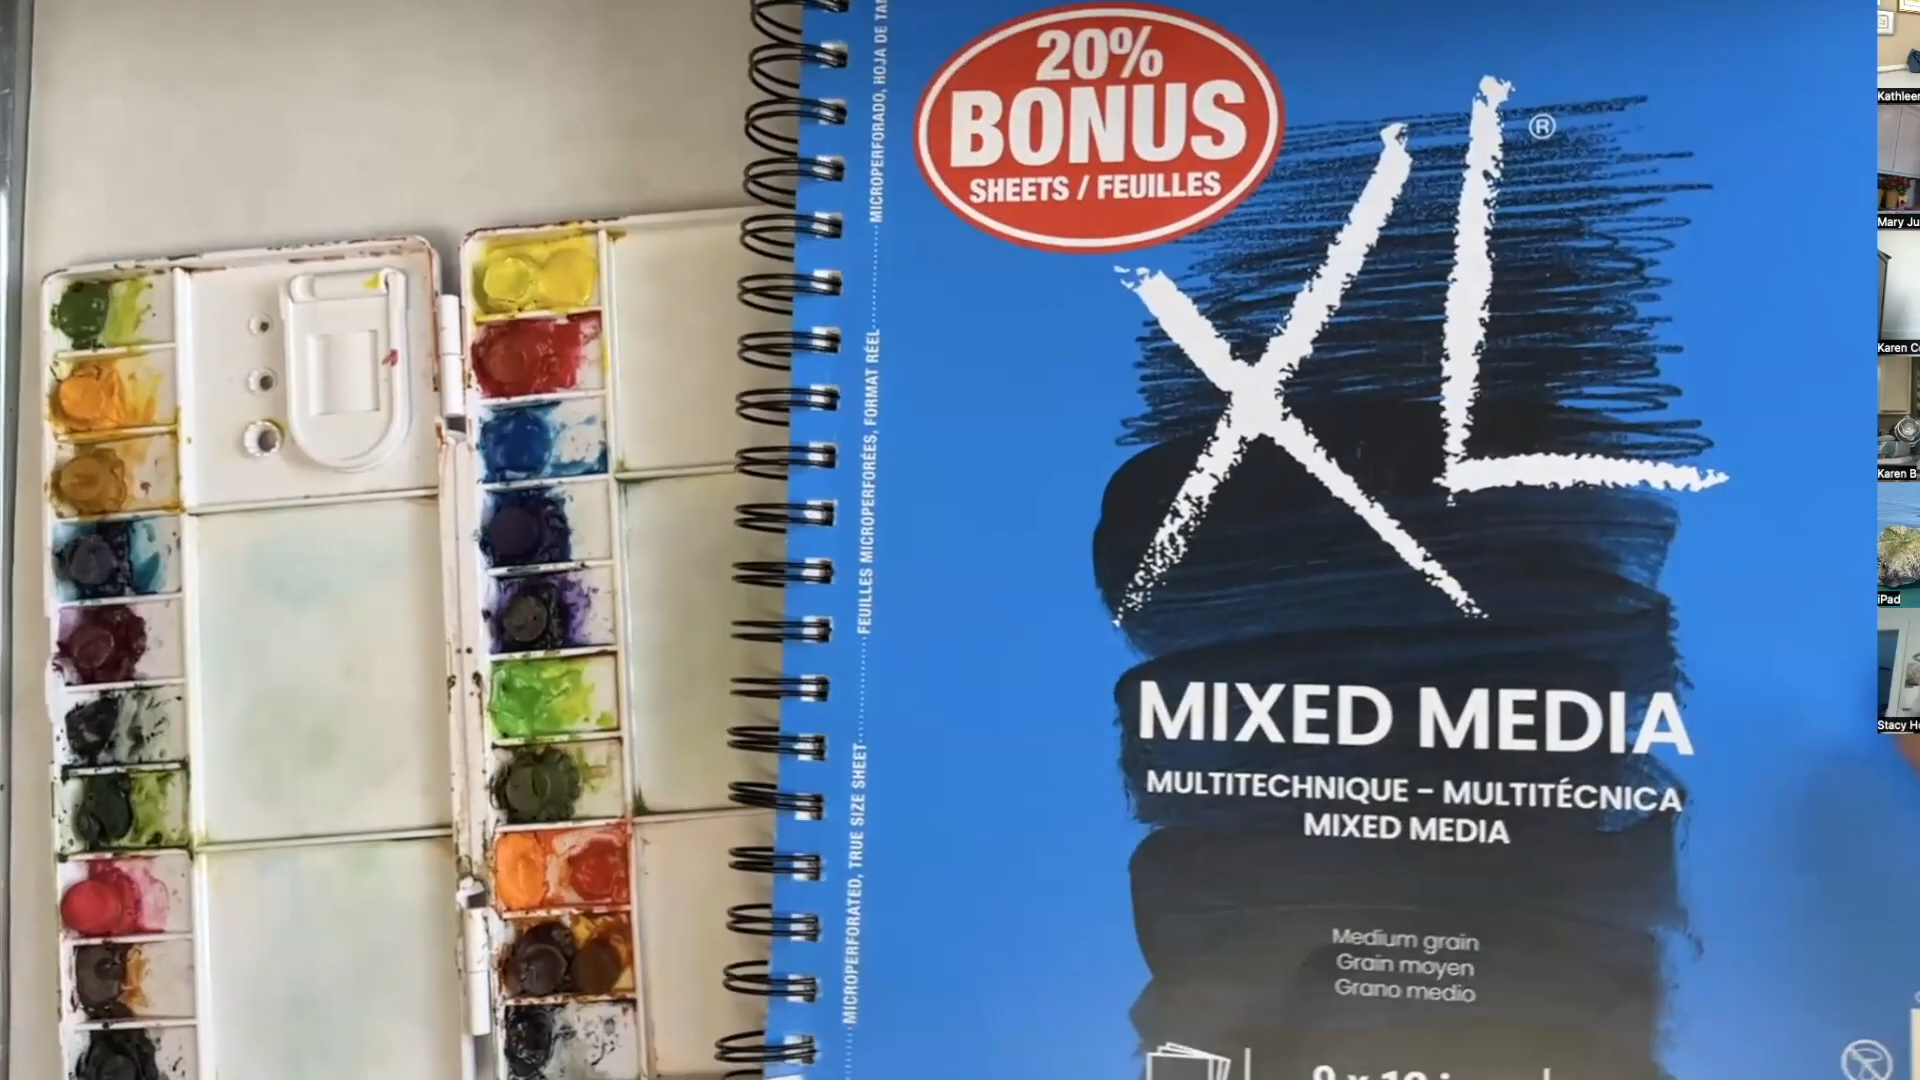 20%
BONUS
SHEETS / FEUILLES
XL®
MIXED MEDIA
MULTITECHNIQUE – MULTITÉCNICA
MIXED MEDIA
Medium grain
Grain moyen
Grano medio
MICROPERFORATED, TRUE SIZE SHEET FEUILLES MICROPERFORÉES, FORMAT RÉEL MICROPERFORADO, HOJA DE
Kathleen
Mary Ju
Karen C
Karen B
iPad
Stacy H